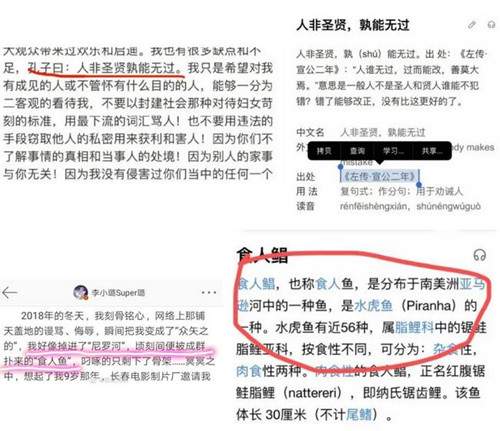 大观众带来过欢乐和启迪。我也有很多缺点和不
足，孔子曰：人非圣贤孰能无过。我只是希望对我
有成见的人或不管怀有什么目的的人，能够一分为
二客观的看待我，不要以封建社会那种对待妇女苛
刻的标准，用最下流的词汇骂人！也不要用违法的
手段窃取他人的私密用来获利和害人！因为你们不
了解事情的真相和当事人的处境！因为别人的家事
与你无关！因为我没有侵害过你们当中的任何一个
人非圣贤，孰能无过
人非圣贤，孰（shú）能无过。出 处：《左
传·宣公二年》："人谁无过，过而能改，善莫大
焉。"意思是一般人不是圣人和贤人谁能不犯
错？错了能够改正，没有比这更好的了。
中文名 人非圣贤，孰能无过
拷贝 查询 学习... 共享...
mistake
出处 《左传·宣公二年》
用 法 复句式；作分句；用于劝诫人
读音 rénfēishèngxián，shúnéngwúguò
李小璐Super璐
2018年的冬天，我刻骨铭心，网络上那铺
天盖地的谩骂、侮辱，瞬间把我变成了"众矢之
的"，我好像掉进了"尼罗河"，顷刻间便被成群
扑来的"食人鱼"，叼啄的只剩下了骨架......冥冥之
中，想起了我9岁那年，长春电影制片厂邀请我
食人鲳
食人鲳，也称食人鱼，是分布于南美洲亚马
逊河中的一种鱼，是水虎鱼（Piranha）的
一种。水虎鱼有近56种，属脂鲤科中的锯蛙
脂鲤亚科，按食性不同，可分为：杂食性，
肉食性两种。肉食性的食人鲳，正名红腹锯
鲑脂鲤（nattereri），即纳氏锯齿鲤。该鱼
体长 30厘米（不计尾鳍）。